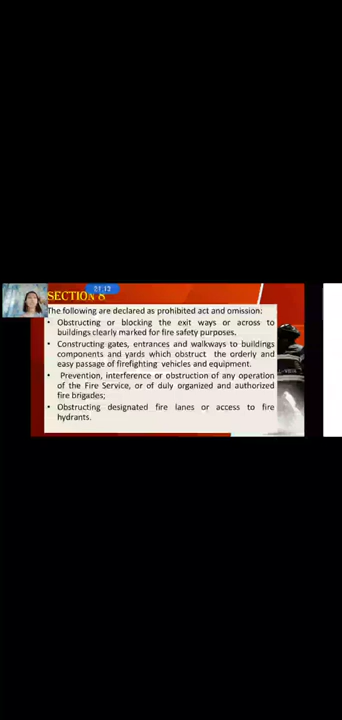 21:17
SECTION 8
The following are declared as prohibited act and omission:
• Obstructing or blocking the exit ways or across to
buildings clearly marked for fire safety purposes.
• Constructing gates, entrances and walkways to buildings
components and yards which obstruct the orderly and
easy passage of firefighting vehicles and equipment.
• Prevention, interference or obstruction of any operation
of the Fire Service, or of duly organized and authorized
fire brigades;
• Obstructing designated fire lanes or access to fire
hydrants.